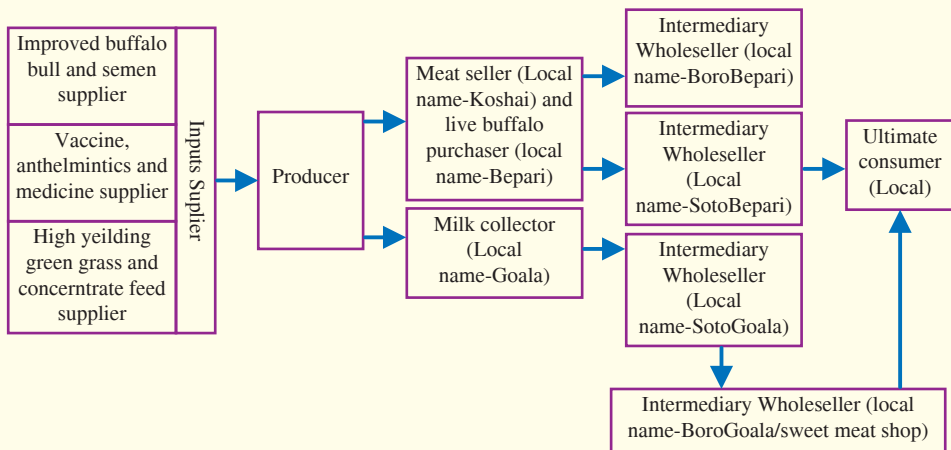 Improved buffalo
bull and semen
supplier
Vaccine,
anthelmintics and
medicine supplier
High yeilding
green grass and
concerntrate feed
supplier
Inputs Suplier
Producer
Meat seller (Local
name-Koshai) and
live buffalo
purchaser (local
name-Bepari)
Milk collector
(Local
name-Goala)
Intermediary
Wholeseller (local
name-BoroBepari)
Intermediary
Wholeseller
(Local
name-SotoBepari)
Intermediary
Wholeseller
(Local
name-SotoGoala)
Intermediary Wholeseller (local
name-BoroGoala/sweet meat shop)
Ultimate
consumer
(Local)